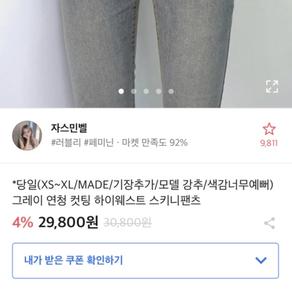 자스민벨
#러블리 #페미닌 · 마켓 만족도 92%
9,811
*당일(XS~XL/MADE/기장추가/모델 강추/색감너무예뻐)
그레이 연청 컷팅 하이웨스트 스키니팬츠
4% 29,800원 30,800원
내가 받은 쿠폰 확인하기